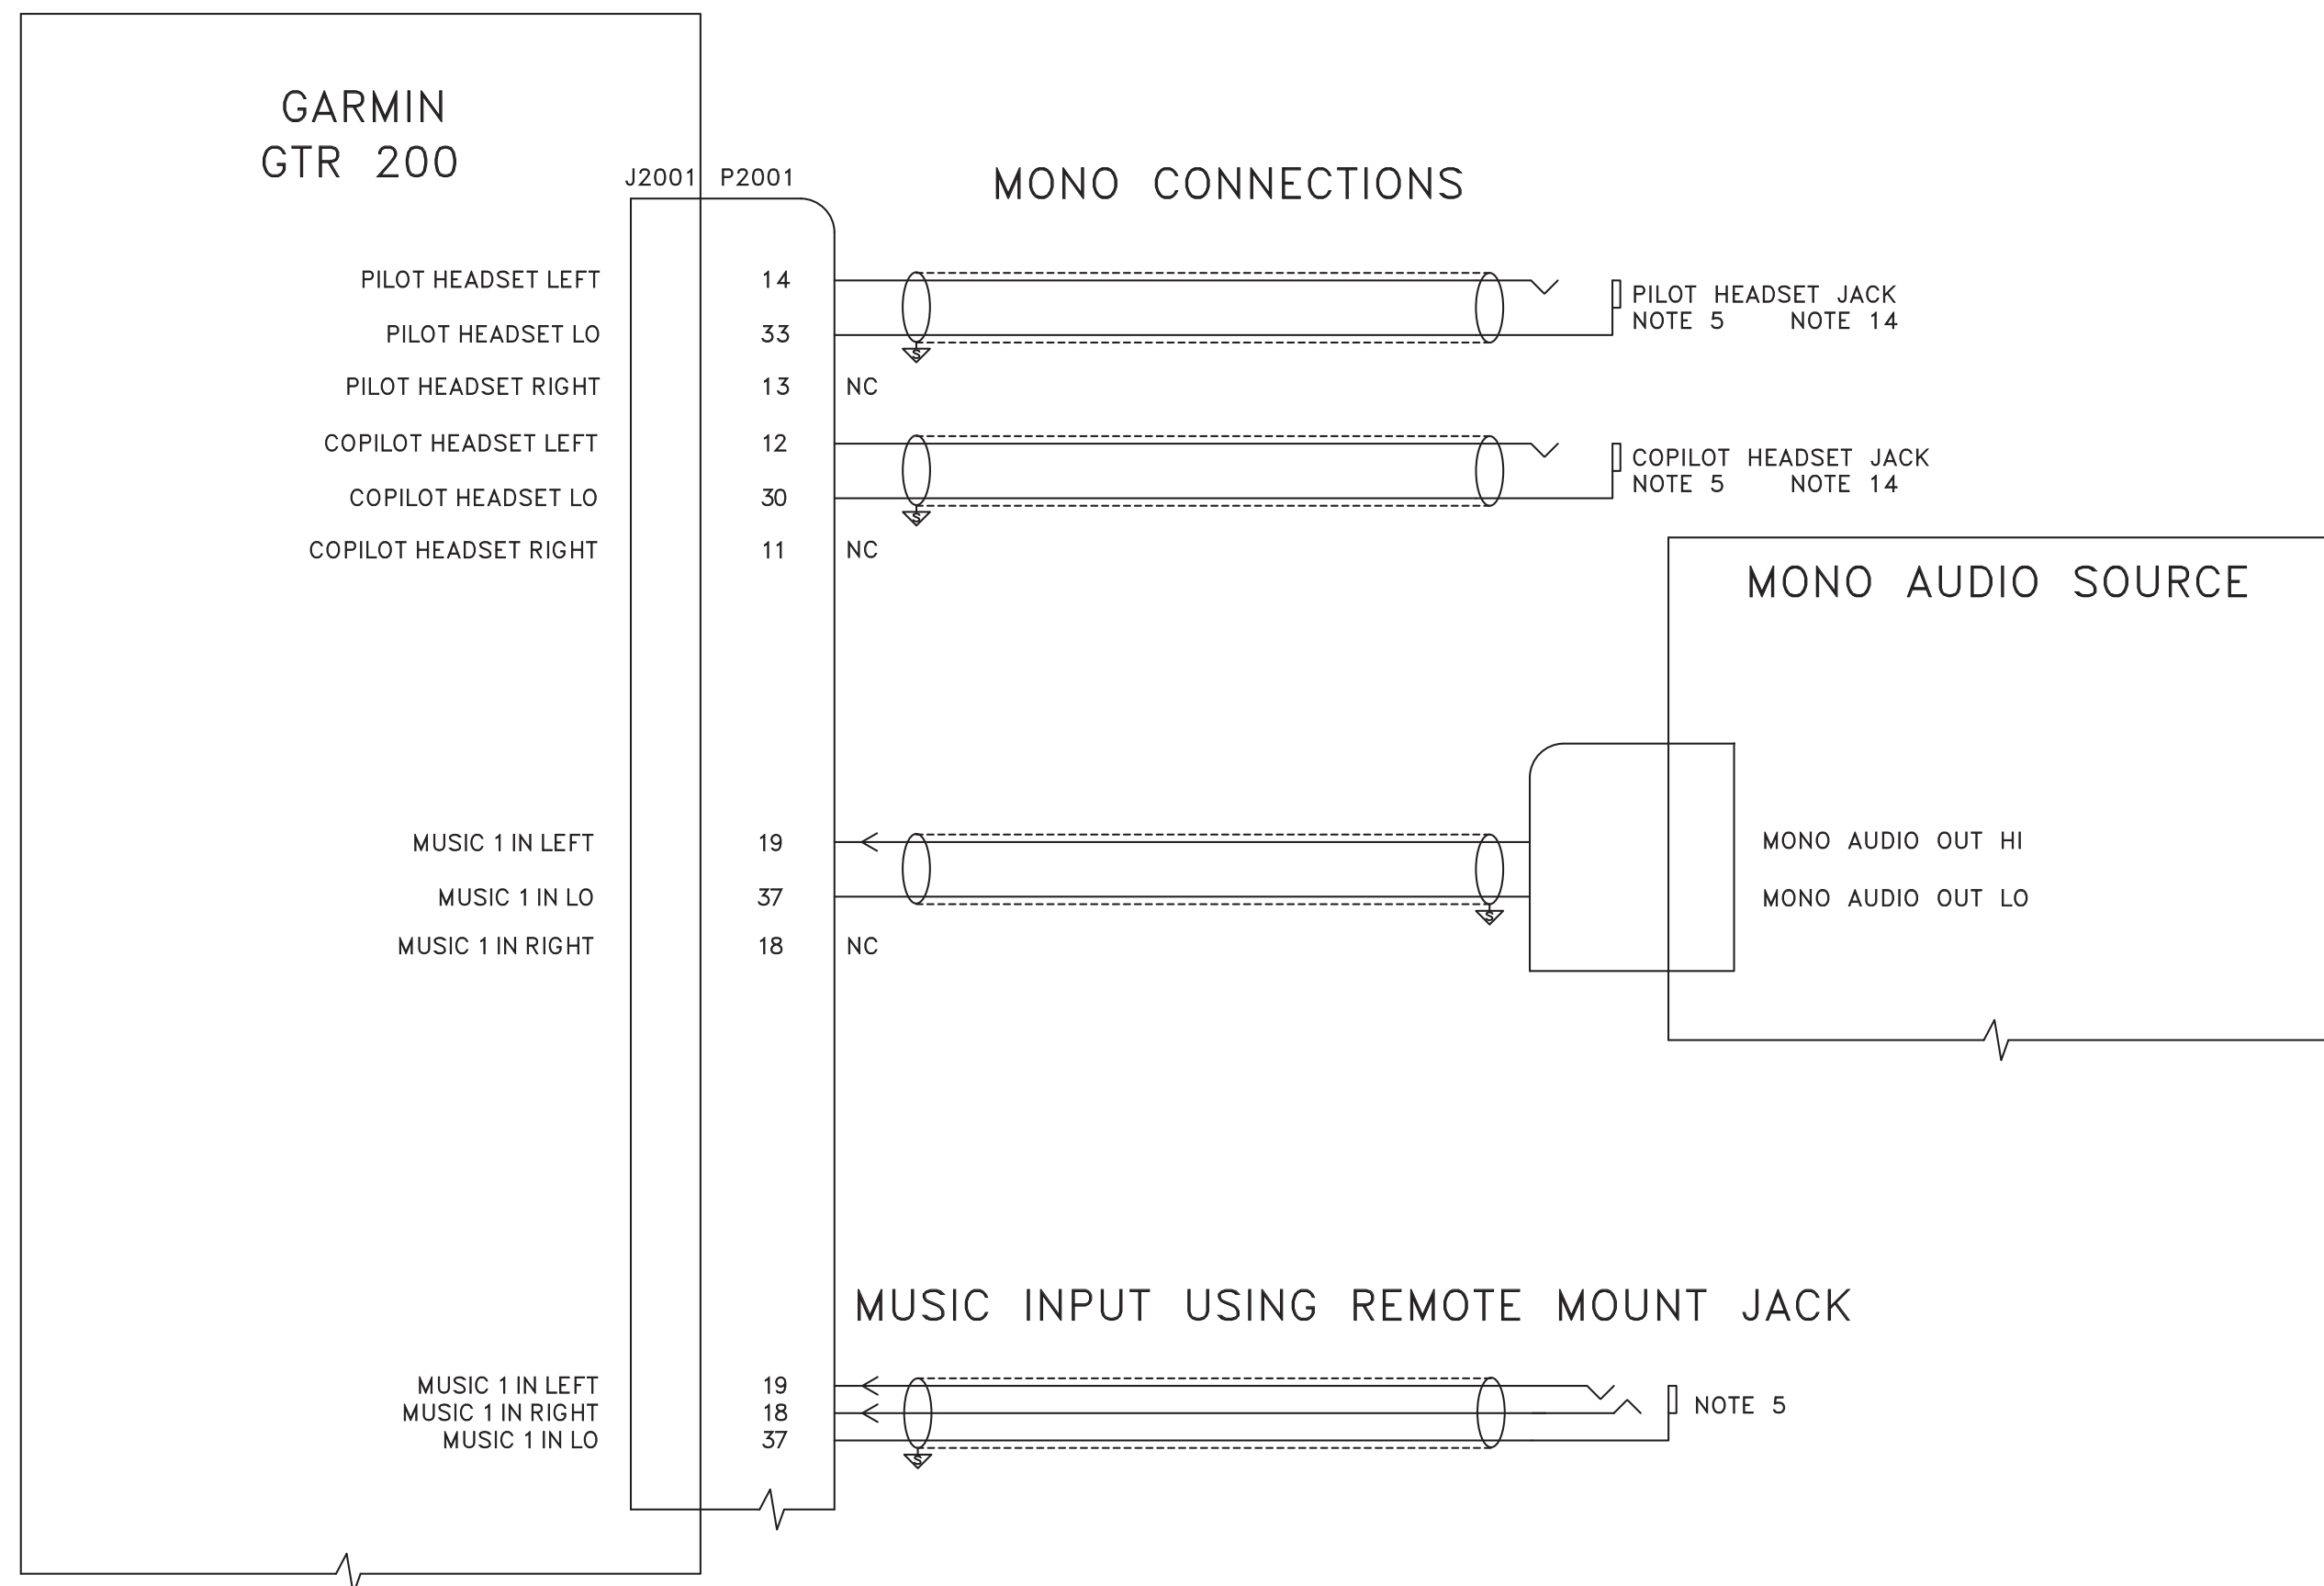 GARMIN
GTR 200
J2001 P2001
MONO CONNECTIONS
PILOT HEADSET LEFT 14
PILOT HEADSET JACK
NOTE 5 NOTE 14
PILOT HEADSET LO 33
S
PILOT HEADSET RIGHT 13 NC
COPILOT HEADSET LEFT 12
COPILOT HEADSET JACK
NOTE 5 NOTE 14
COPILOT HEADSET LO 30
S
COPILOT HEADSET RIGHT 11 NC
MONO AUDIO SOURCE
MUSIC 1 IN LEFT 19 MONO AUDIO OUT HI
MUSIC 1 IN LO 37 MONO AUDIO OUT LO
S
MUSIC 1 IN RIGHT 18 NC
MUSIC INPUT USING REMOTE MOUNT JACK
MUSIC 1 IN LEFT 19
MUSIC 1 IN RIGHT 18 NOTE 5
MUSIC 1 IN LO 37
S